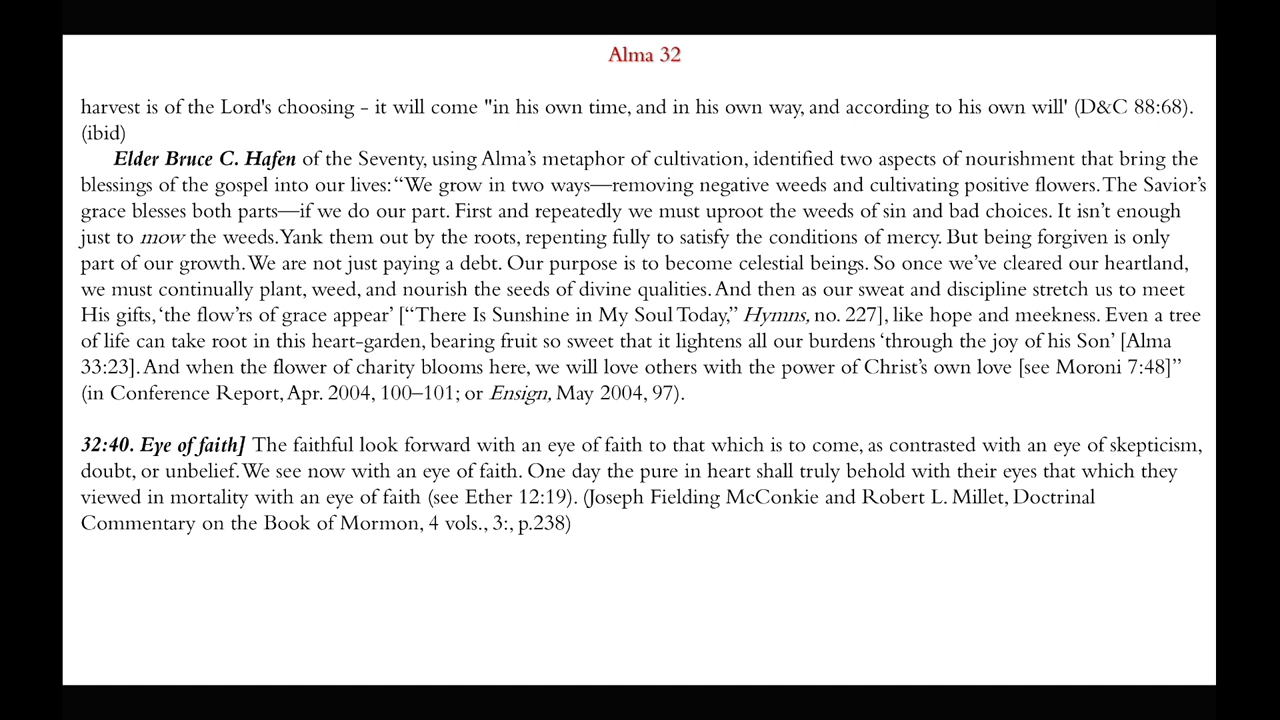 Alma 32
harvest is of the Lord's choosing - it will come "in his own time, and in his own way, and according to his own will' (D&C 88:68).
(ibid)
Elder Bruce C. Hafen of the Seventy, using Alma’s metaphor of cultivation, identified two aspects of nourishment that bring the
blessings of the gospel into our lives: “We grow in two ways—removing negative weeds and cultivating positive flowers. The Savior’s
grace blesses both parts—if we do our part. First and repeatedly we must uproot the weeds of sin and bad choices. It isn’t enough
just to mow the weeds. Yank them out by the roots, repenting fully to satisfy the conditions of mercy. But being forgiven is only
part of our growth. We are not just paying a debt. Our purpose is to become celestial beings. So once we’ve cleared our heartland,
we must continually plant, weed, and nourish the seeds of divine qualities. And then as our sweat and discipline stretch us to meet
His gifts, ‘the flow’rs of grace appear’ [“There Is Sunshine in My Soul Today,” Hymns, no. 227], like hope and meekness. Even a tree
of life can take root in this heart-garden, bearing fruit so sweet that it lightens all our burdens ‘through the joy of his Son’ [Alma
33:23]. And when the flower of charity blooms here, we will love others with the power of Christ’s own love [see Moroni 7:48]”
(in Conference Report, Apr. 2004, 100–101; or Ensign, May 2004, 97).
32:40. Eye of faith] The faithful look forward with an eye of faith to that which is to come, as contrasted with an eye of skepticism,
doubt, or unbelief. We see now with an eye of faith. One day the pure in heart shall truly behold with their eyes that which they
viewed in mortality with an eye of faith (see Ether 12:19). (Joseph Fielding McConkie and Robert L. Millet, Doctrinal
Commentary on the Book of Mormon, 4 vols., 3:, p.238)